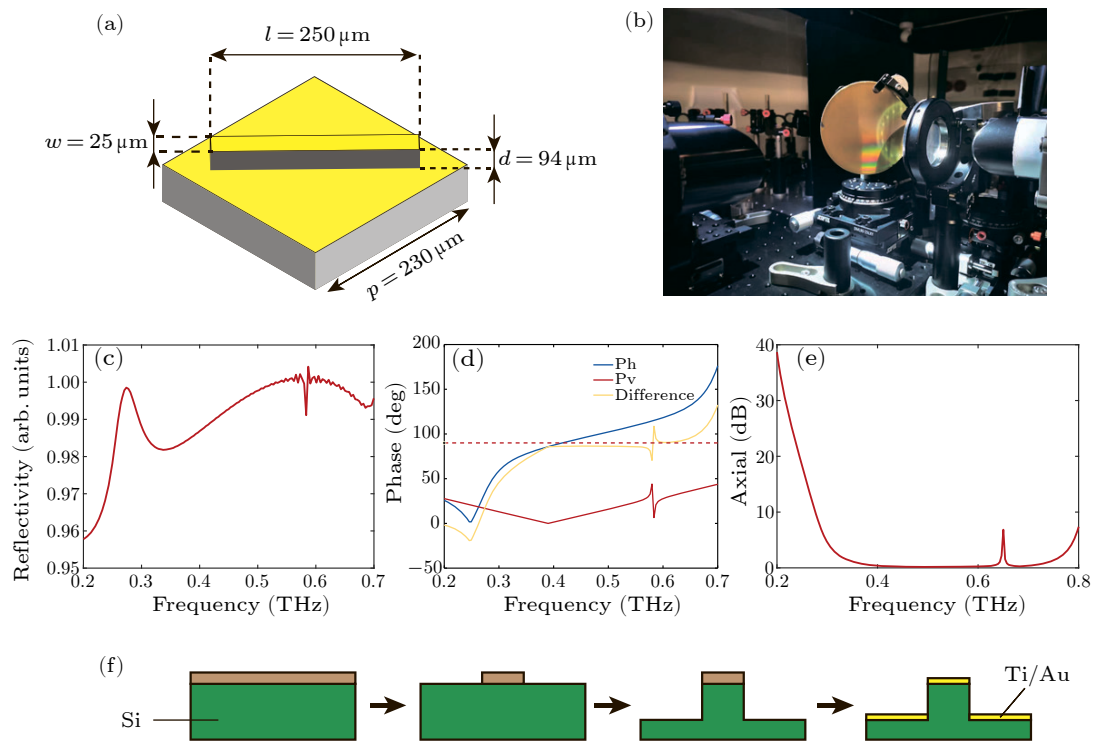 (a)
l = 250 μm
w = 25 μm
d = 94 μm
p = 230 μm
(b)
(c)
Reflectivity (arb. units)
1.01
1.00
0.99
0.98
0.97
0.96
0.95
0.2 0.3 0.4 0.5 0.6 0.7
Frequency (THz)
(d)
Phase (deg)
200
150
100
50
0
−50
Ph
Pv
Difference
0.2 0.3 0.4 0.5 0.6 0.7
Frequency (THz)
(e)
Axial (dB)
40
30
20
10
0
0.2 0.4 0.6 0.8
Frequency (THz)
(f)
Si
Ti/Au